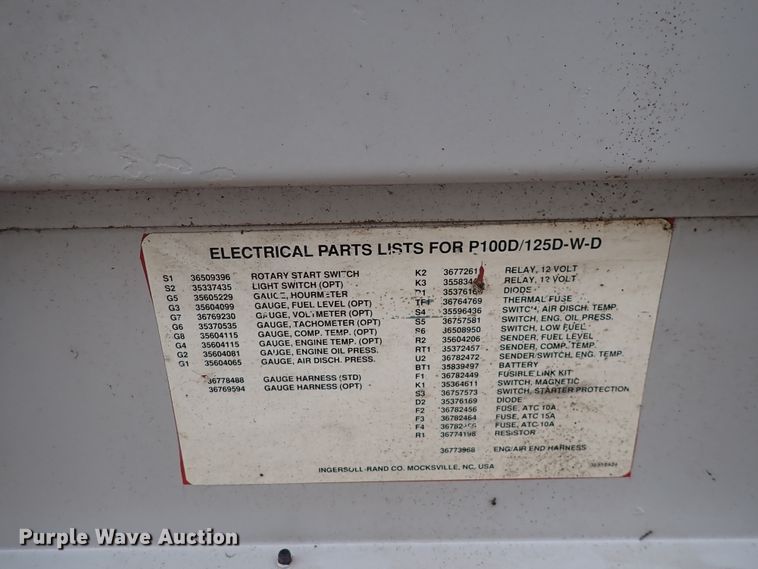 ELECTRICAL PARTS LISTS FOR P100D/125D-W-D
S1 36509396 ROTARY START SWITCH
S2 35337435 LIGHT SWITCH (OPT)
G5 35605229 GAUGE, HOURMETER
G3 35604099 GAUGE, FUEL LEVEL (OPT)
G7 36769230 GAUGE, VOLTMETER (OPT)
G6 35370535 GAUGE, TACHOMETER (OPT)
G8 35604115 GAUGE, COMP. TEMP. (OPT)
G4 35604115 GAUGE, ENGINE TEMP. (OPT)
G2 35604081 GAUGE, ENGINE OIL PRESS.
G1 35604065 GAUGE, AIR DISCH. PRESS.
36778488 GAUGE HARNESS (STD)
36769594 GAUGE HARNESS (OPT)
K2 3677261 RELAY, 12 VOLT
K3 RELAY, 12 VOLT
D1 DIODE
TF1 36764769 THERMAL FUSE
S4 35596436 SWITCH, AIR DISCH. TEMP.
S5 36757581 SWITCH, ENG. OIL PRESS.
S6 36508950 SWITCH, LOW FUEL
R2 35604206 SENDER, FUEL LEVEL
RT1 35372457 SENDER, COMP. TEMP.
U2 36782472 SENDER/SWITCH, ENG. TEMP.
BT1 35839497 BATTERY
F1 36782449 FUSIBLE LINK KIT
K1 35364611 SWITCH, MAGNETIC
S3 36757573 SWITCH, STARTER PROTECTION
D2 35376169 DIODE
F2 36782456 FUSE, ATC 10A
F3 36782464 FUSE, ATC 15A
F4 FUSE, ATC 10A
R1 36774198 RESISTOR
36773968 ENG/AIR END HARNESS
INGERSOLL-RAND CO. MOCKSVILLE, NC, USA
Purple Wave Auction